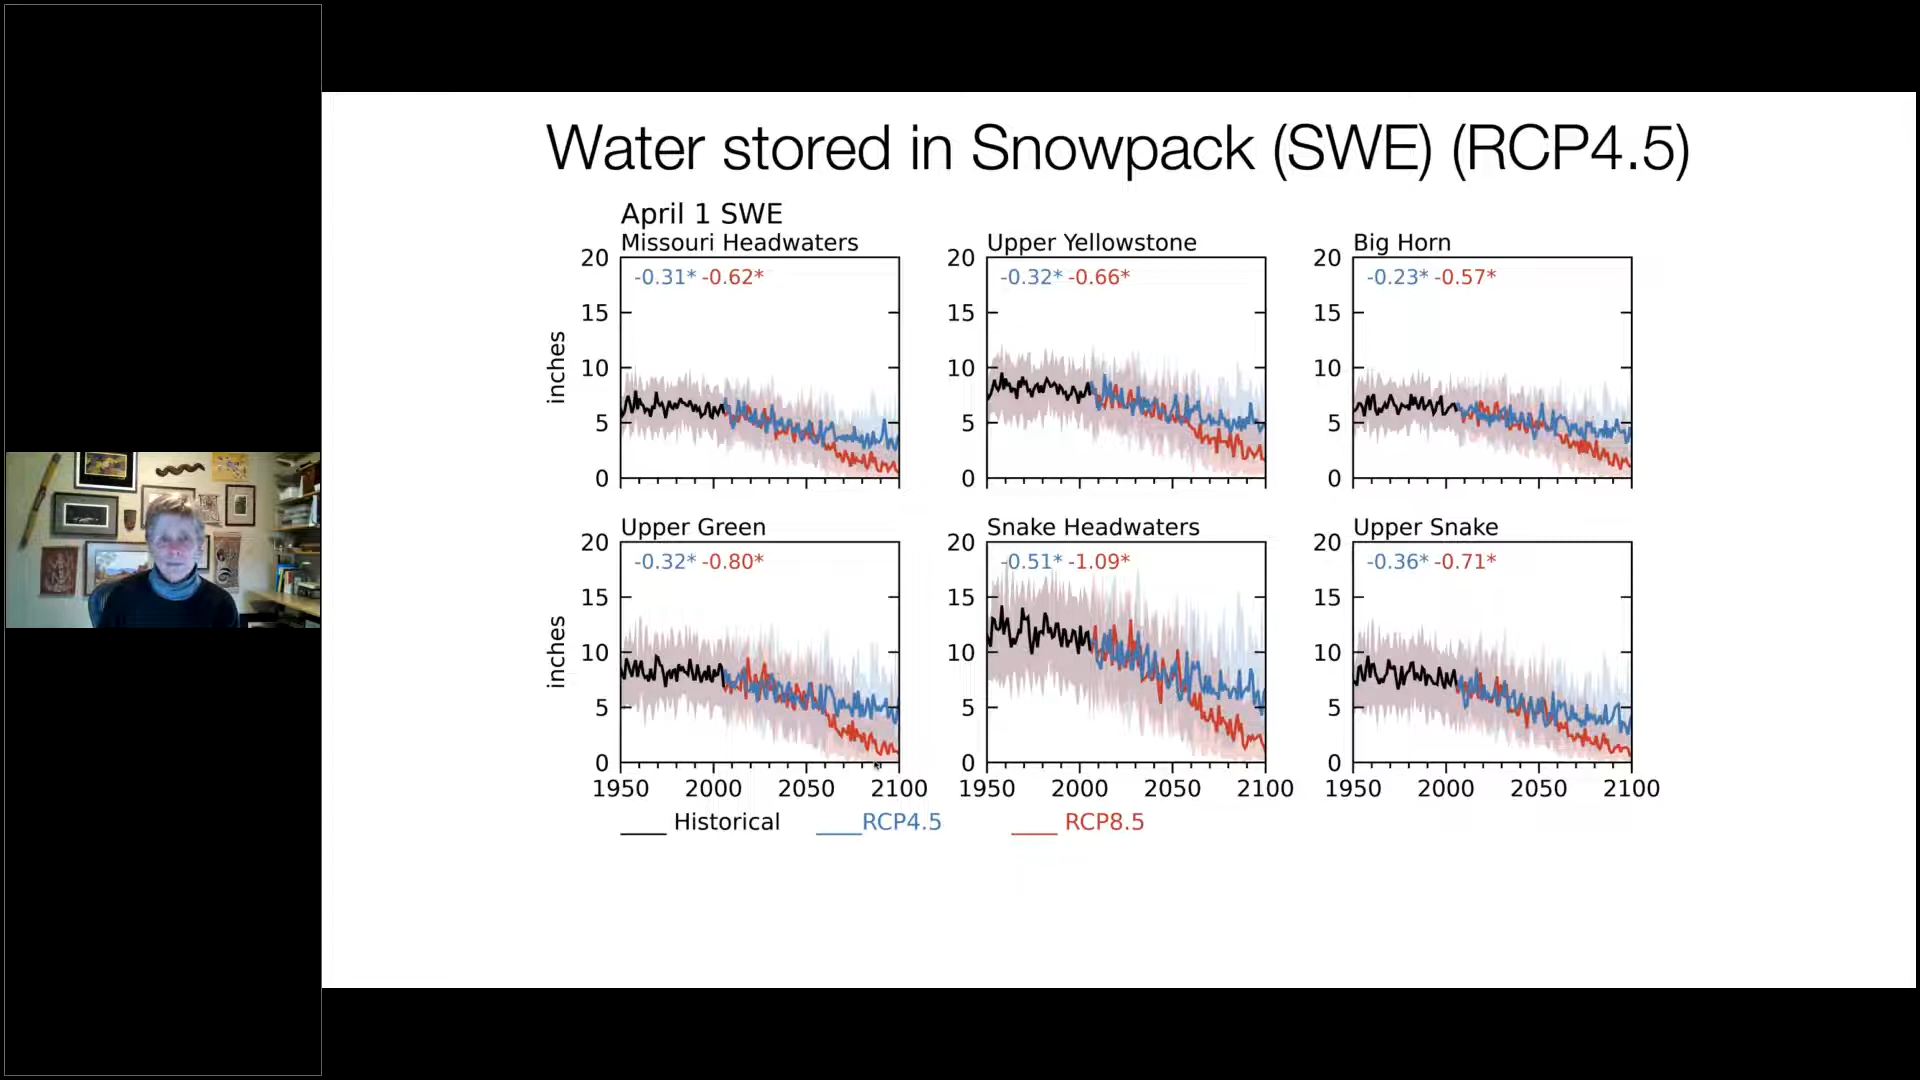 Water stored in Snowpack (SWE) (RCP4.5)
April 1 SWE
Missouri Headwaters
-0.31* -0.62*
20
15
10
5
0
inches
Upper Yellowstone
-0.32* -0.66*
20
15
10
5
0
Big Horn
-0.23* -0.57*
20
15
10
5
0
Upper Green
-0.32* -0.80*
20
15
10
5
0
inches
1950 2000 2050 2100
Snake Headwaters
-0.51* -1.09*
20
15
10
5
0
1950 2000 2050 2100
Upper Snake
-0.36* -0.71*
20
15
10
5
0
1950 2000 2050 2100
Historical RCP4.5 RCP8.5